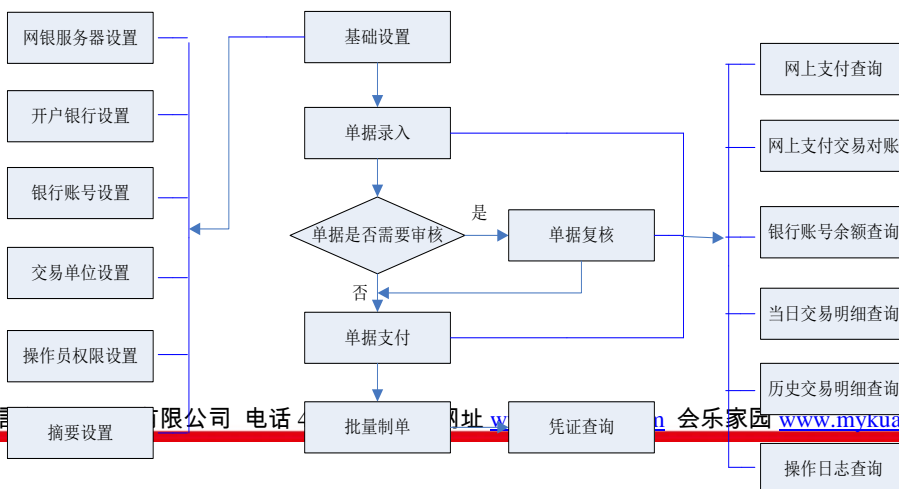 网银服务器设置
开户银行设置
银行账号设置
交易单位设置
操作员权限设置
摘要设置
基础设置
单据录入
单据是否需要审核
是
单据复核
否
单据支付
批量制单
凭证查询
网上支付查询
网上支付交易对账
银行账号余额查询
当日交易明细查询
历史交易明细查询
操作日志查询
限公司 电话 4 网址 w 会乐家园 www.mykua